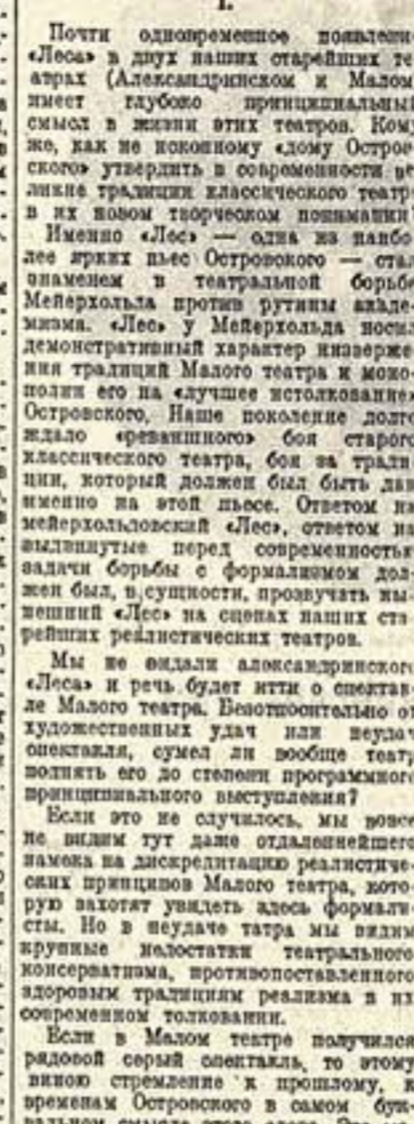 I.
Почти одновременное появлени
«Леса» в двух наших старейших те
атрах (Александринском и Малом
имеет глубоко принципиальны
смысл в жизни этих театров. Кому
же, как не исконному «дому Остров
ского» утвердить в современности ве
ликие традиции классического театр
в их новом творческом понимании
Именно «Лес» — одна из наибо
лее ярких пьес Островского — стал
знаменем в театральной борьбе
Мейерхольда против рутины акаде
мизма. «Лес» у Мейерхольда носил
демонстративный характер низверже-
ния традиций Малого театра и моно-
полии его на «лучшее истолкование»
Островского. Наше поколение долго
ждало «реваншного» боя старого
классического театра, боя за тради-
ции, который должен был быть дан
именно на этой пьесе. Ответом на
мейерхольдовский «Лес», ответом на
выдвинутые перед современностью
задачи борьбы с формализмом дол-
жен был, в сущности, прозвучать ны-
нешний «Лес» на сценах наших ста-
рейших реалистических театров.
Мы не видали александринского
«Леса» и речь будет итти о спектак-
ле Малого театра. Безотносительно от
художественных удач или неудач
спектакля, сумел ли вообще театр
поднять его до степени программного
принципиального выступления?
Если это не случилось, мы вовсе
не видим тут даже отдаленнейшего
намека на дискредитацию реалистиче-
ских принципов Малого театра, кото-
рую захотят увидеть здесь формали-
сты. Но в неудаче татра мы видим
крупные недостатки театрального
консерватизма, противопоставленного
здоровым традициям реализма в их
современном толковании.
Если в Малом театре получился
рядовой серый спектакль, то этому
виною стремление к прошлому, к
временам Островского в самом бук-
вальном смысле этого слова.